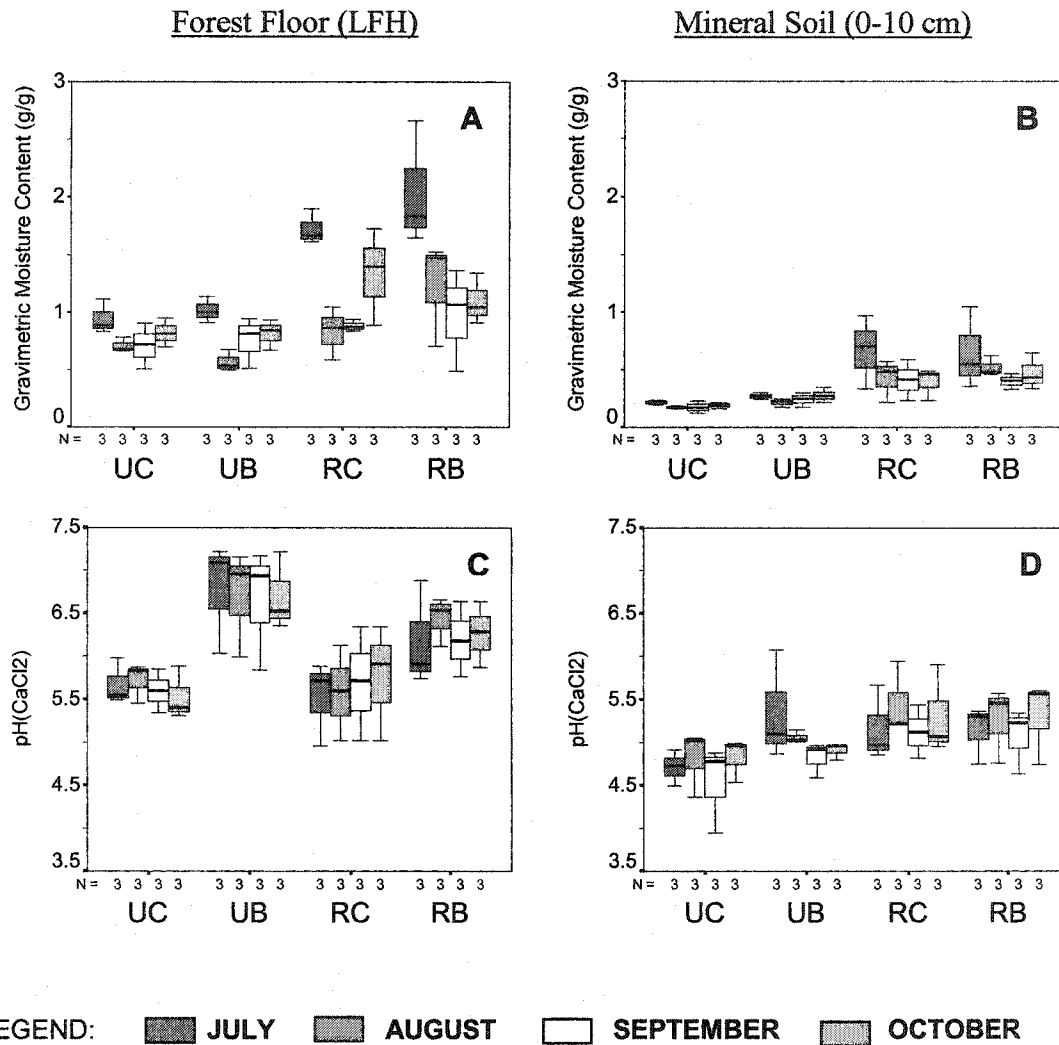 Forest Floor (LFH) Mineral Soil (0-10 cm)
Gravimetric Moisture Content (g/g)
3
2
1
0
A
N = 3 3 3 3 3 3 3 3 3 3 3 3 3 3 3 3
UC UB RC RB
Gravimetric Moisture Content (g/g)
3
2
1
0
B
N = 3 3 3 3 3 3 3 3 3 3 3 3 3 3 3 3
UC UB RC RB
pH(CaCl2)
7.5
6.5
5.5
4.5
3.5
C
N = 3 3 3 3 3 3 3 3 3 3 3 3 3 3 3 3
UC UB RC RB
pH(CaCl2)
7.5
6.5
5.5
4.5
3.5
D
N = 3 3 3 3 3 3 3 3 3 3 3 3 3 3 3 3
UC UB RC RB
EGEND: JULY AUGUST SEPTEMBER OCTOBER